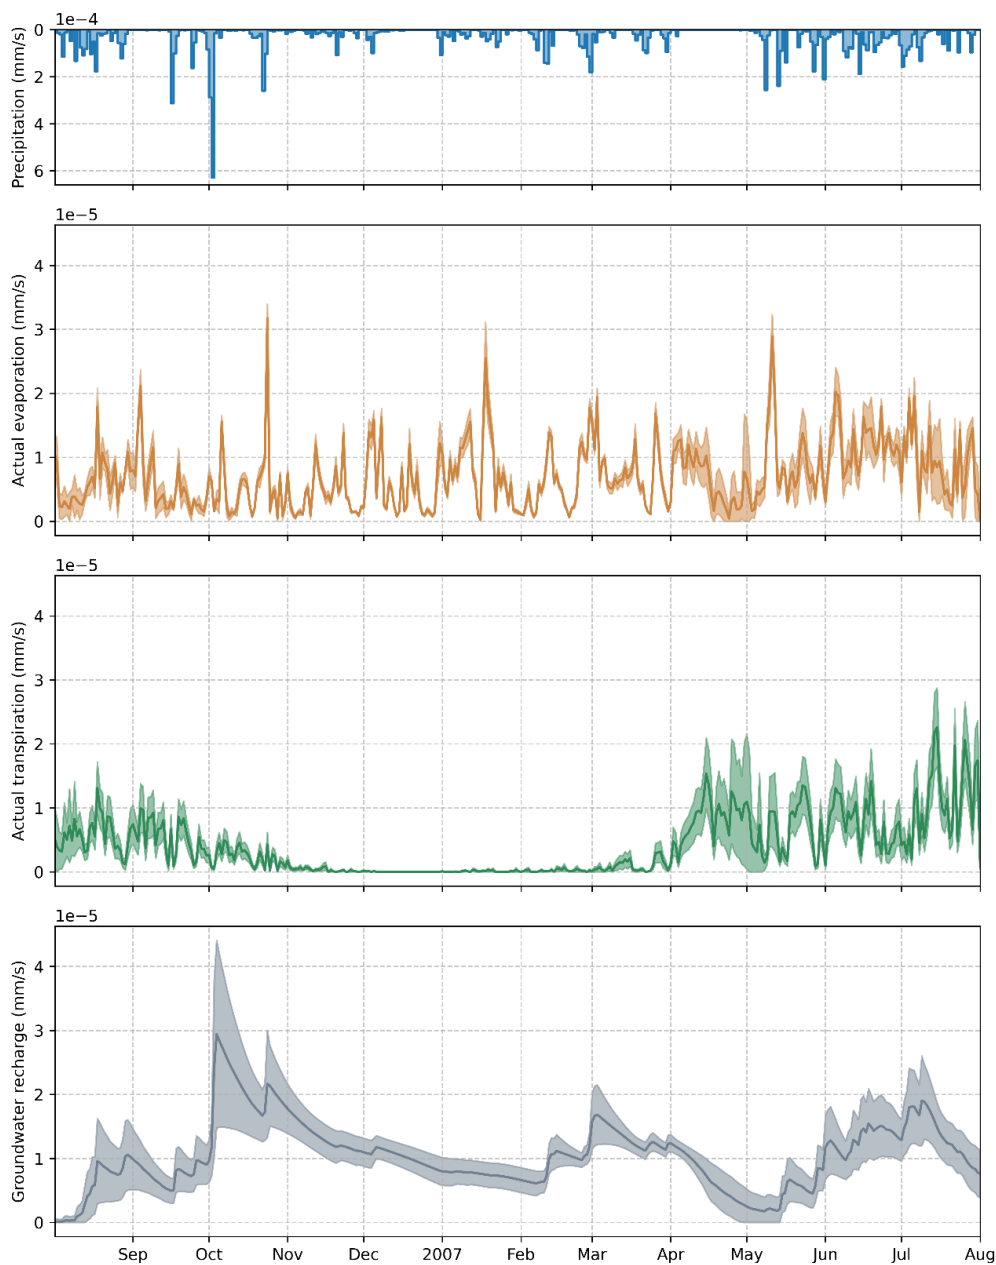 1e−4
0
2
4
6
Precipitation (mm/s)
1e−5
4
3
2
1
0
Actual evaporation (mm/s)
1e−5
4
3
2
1
0
Actual transpiration (mm/s)
1e−5
4
3
2
1
0
Groundwater recharge (mm/s)
Sep Oct Nov Dec 2007 Feb Mar Apr May Jun Jul Aug